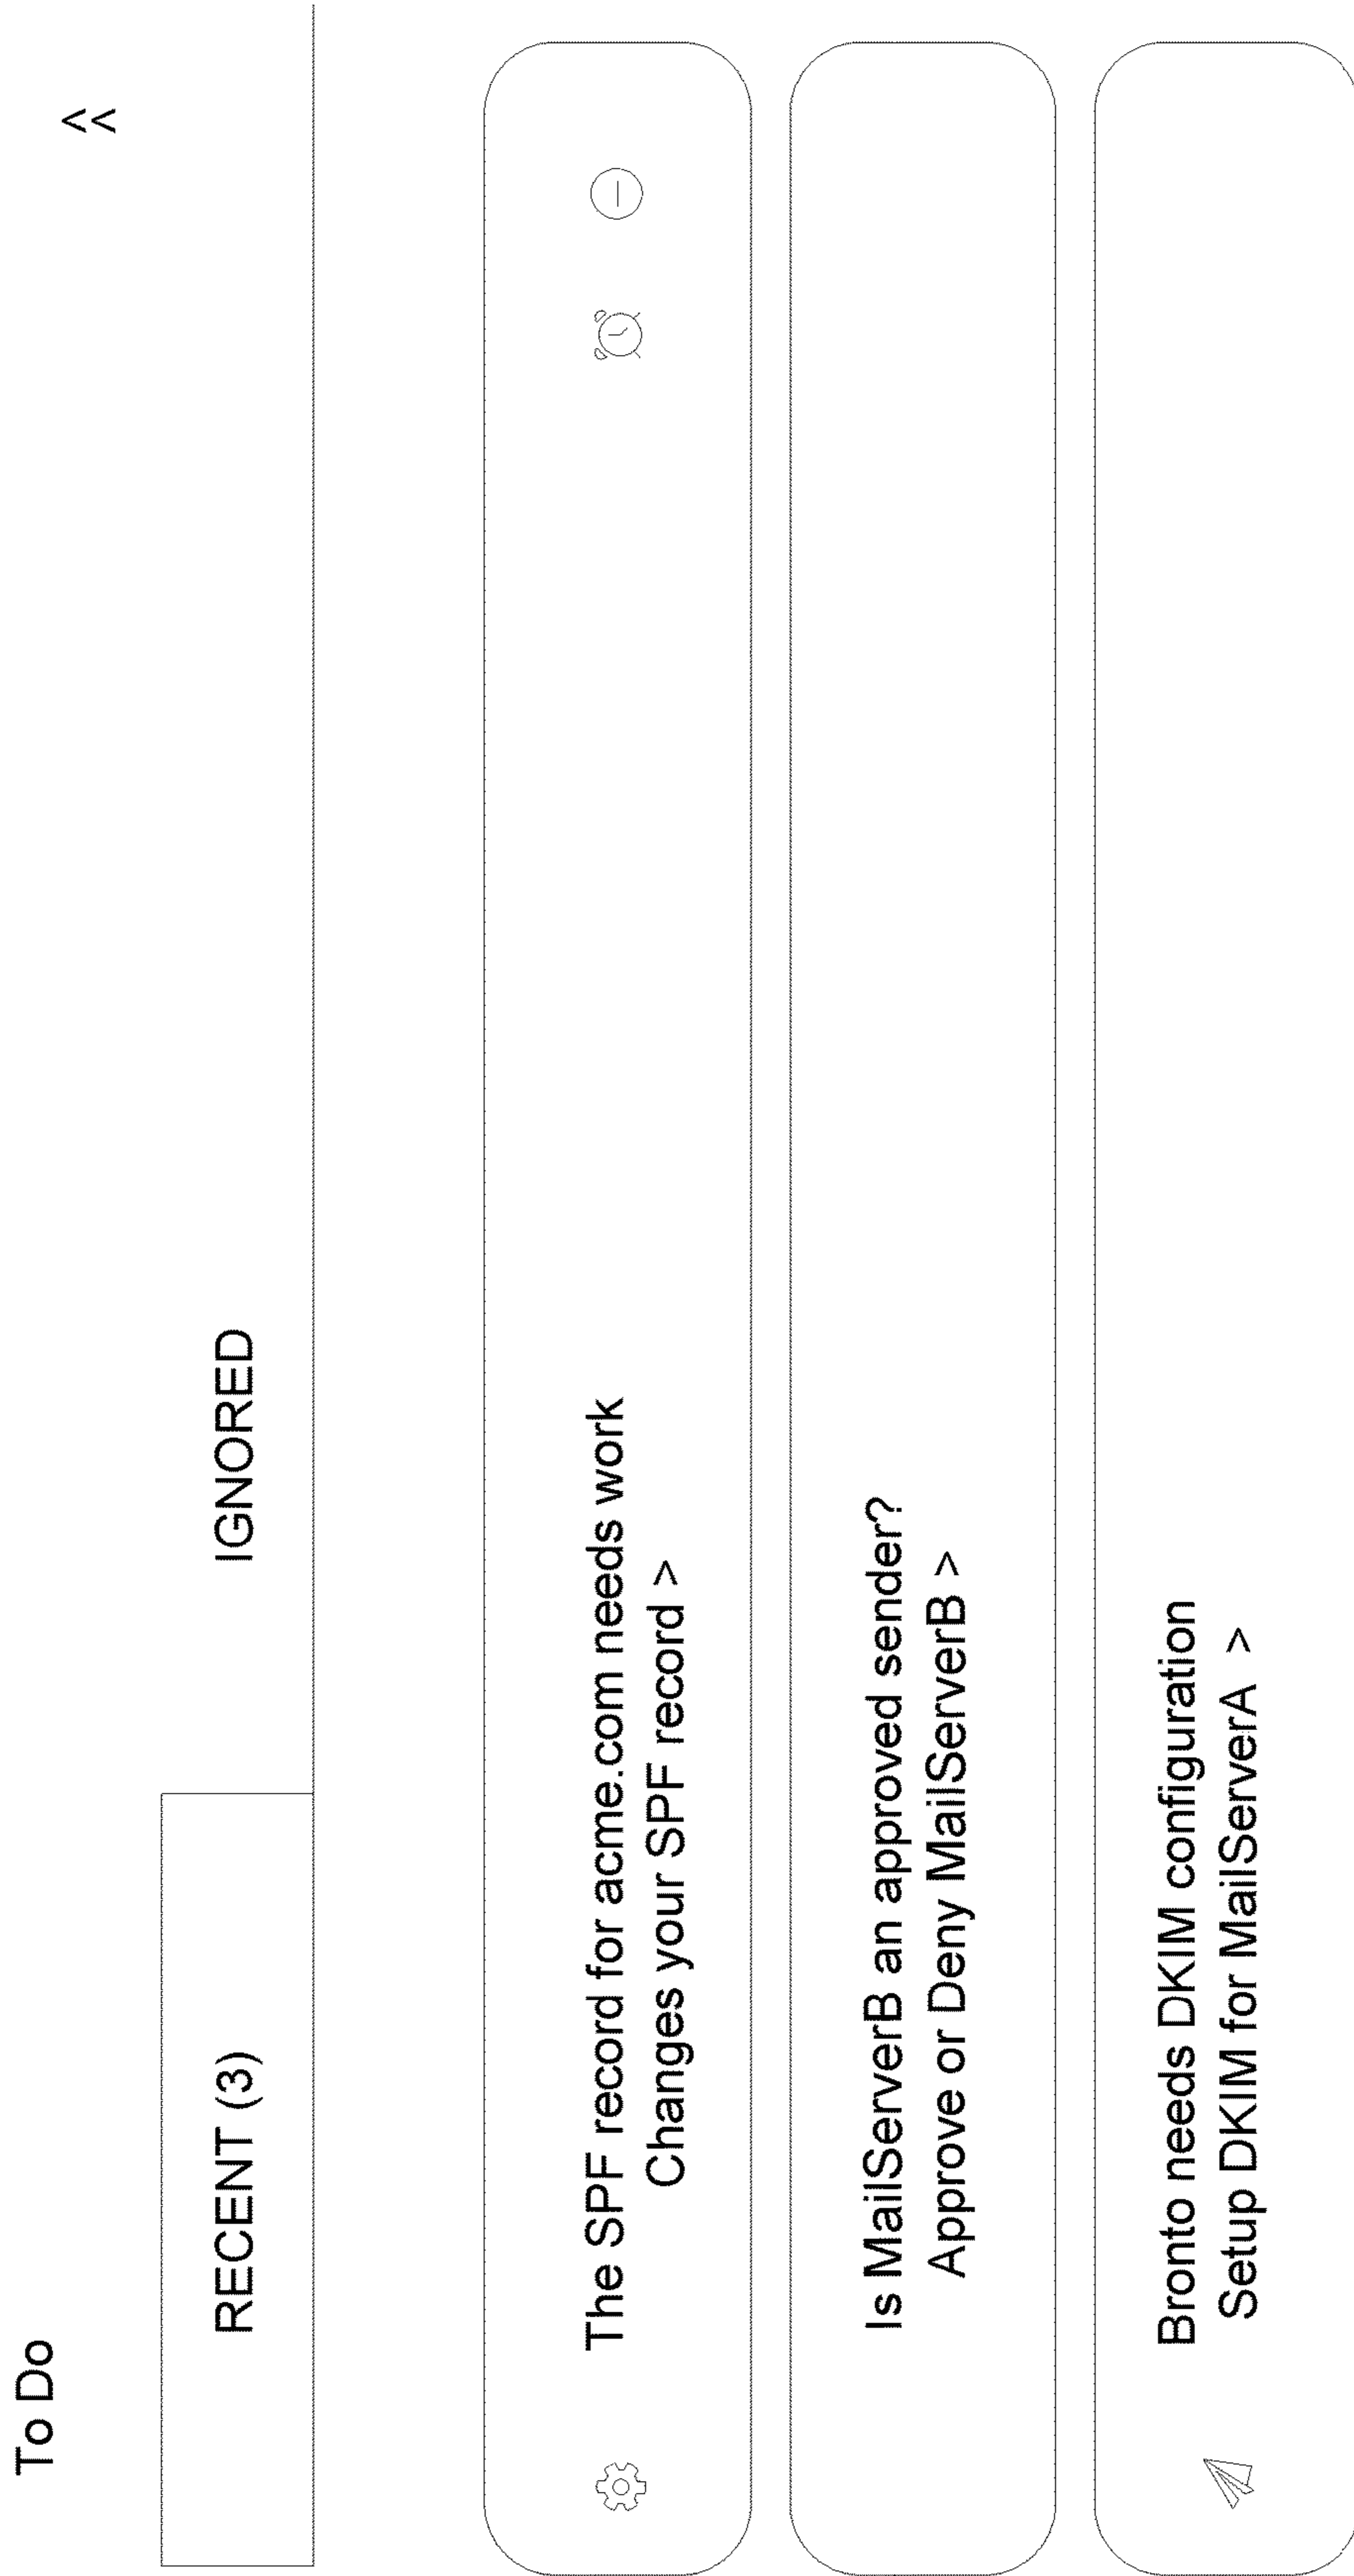 To Do
<<
RECENT (3)
IGNORED
The SPF record for acme.com needs work
Changes your SPF record >
Is MailServerB an approved sender?
Approve or Deny MailServerB >
Bronto needs DKIM configuration
Setup DKIM for MailServerA >